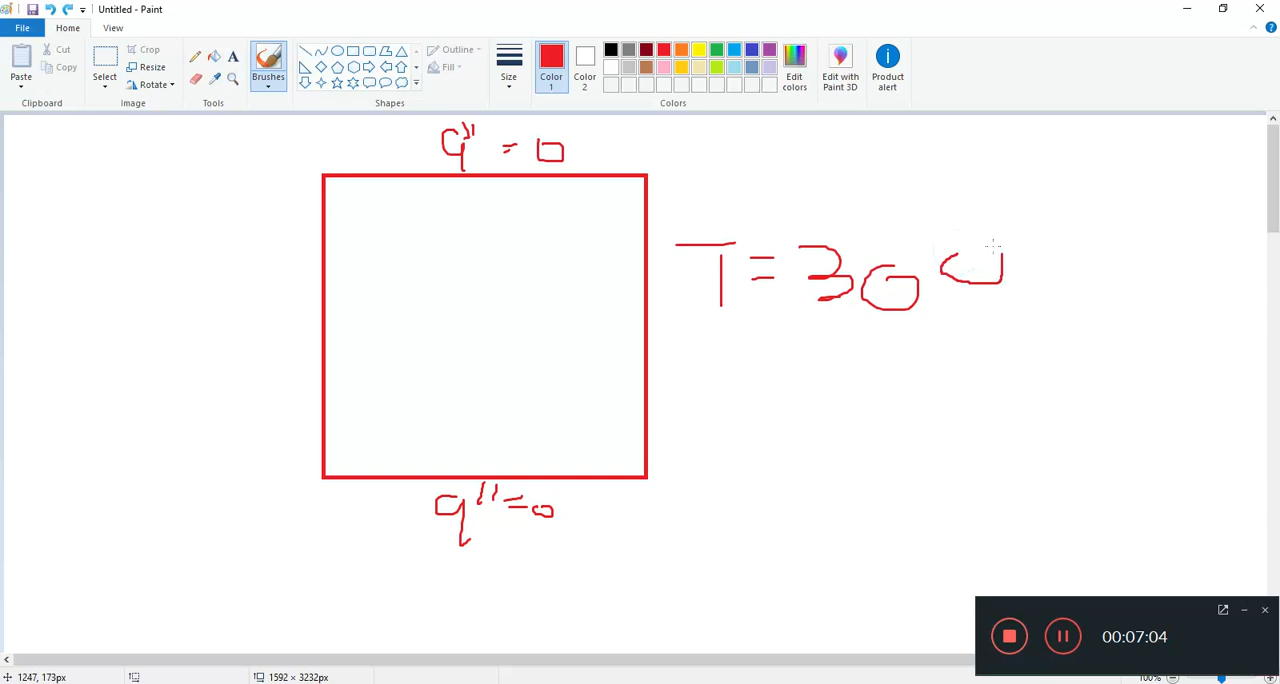 Untitled - Paint
File Home View
Paste Cut Copy
Clipboard
Select Crop Resize Rotate
Image
A
Tools
Brushes
Shapes
Outline Fill
Size
Color 1 Color 2
Edit colors
Colors
Edit with Paint 3D
i
Product alert
q" = 0
T = 300
q" = 0
00:07:04
1247, 173px 1592 × 3232px 100%